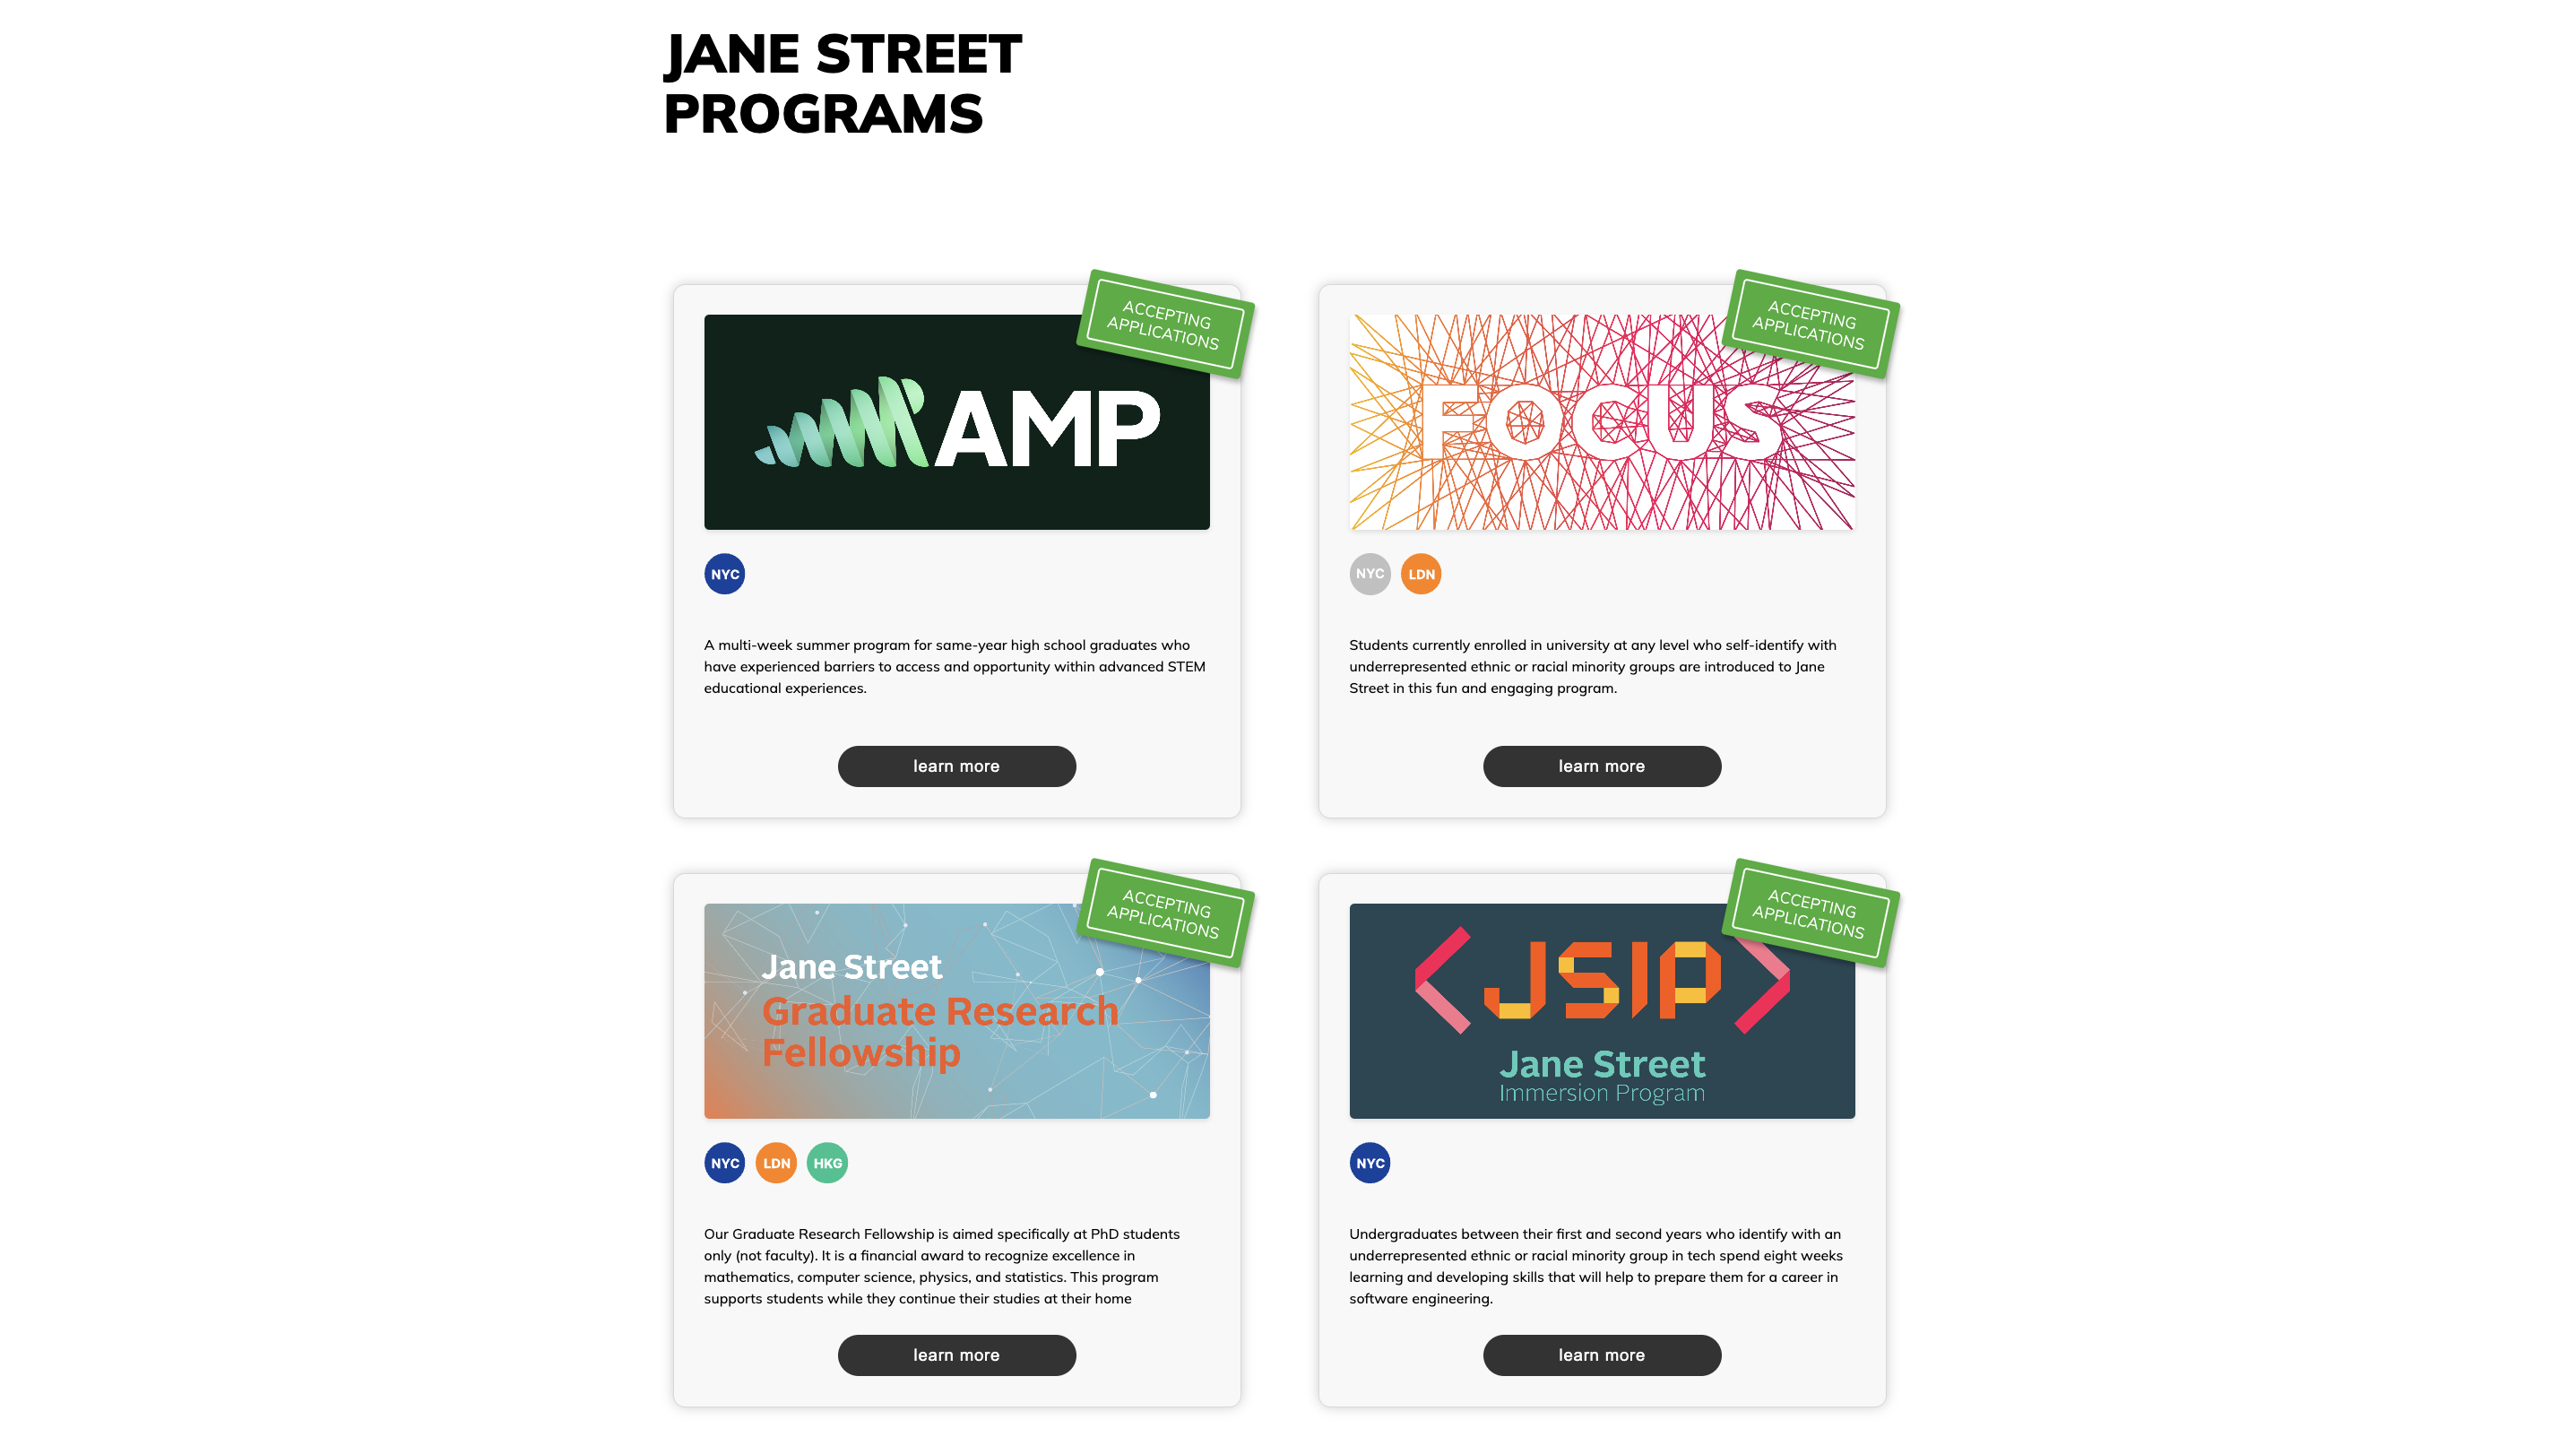 JANE STREET
PROGRAMS
ACCEPTING
APPLICATIONS
AMP
NYC
A multi-week summer program for same-year high school graduates who
have experienced barriers to access and opportunity within advanced STEM
educational experiences.
learn more
ACCEPTING
APPLICATIONS
FOCUS
NYC LDN
Students currently enrolled in university at any level who self-identify with
underrepresented ethnic or racial minority groups are introduced to Jane
Street in this fun and engaging program.
learn more
ACCEPTING
APPLICATIONS
Jane Street
Graduate Research
Fellowship
NYC LDN HKG
Our Graduate Research Fellowship is aimed specifically at PhD students
only (not faculty). It is a financial award to recognize excellence in
mathematics, computer science, physics, and statistics. This program
supports students while they continue their studies at their home
learn more
ACCEPTING
APPLICATIONS
<JSIP>
Jane Street
Immersion Program
NYC
Undergraduates between their first and second years who identify with an
underrepresented ethnic or racial minority group in tech spend eight weeks
learning and developing skills that will help to prepare them for a career in
software engineering.
learn more